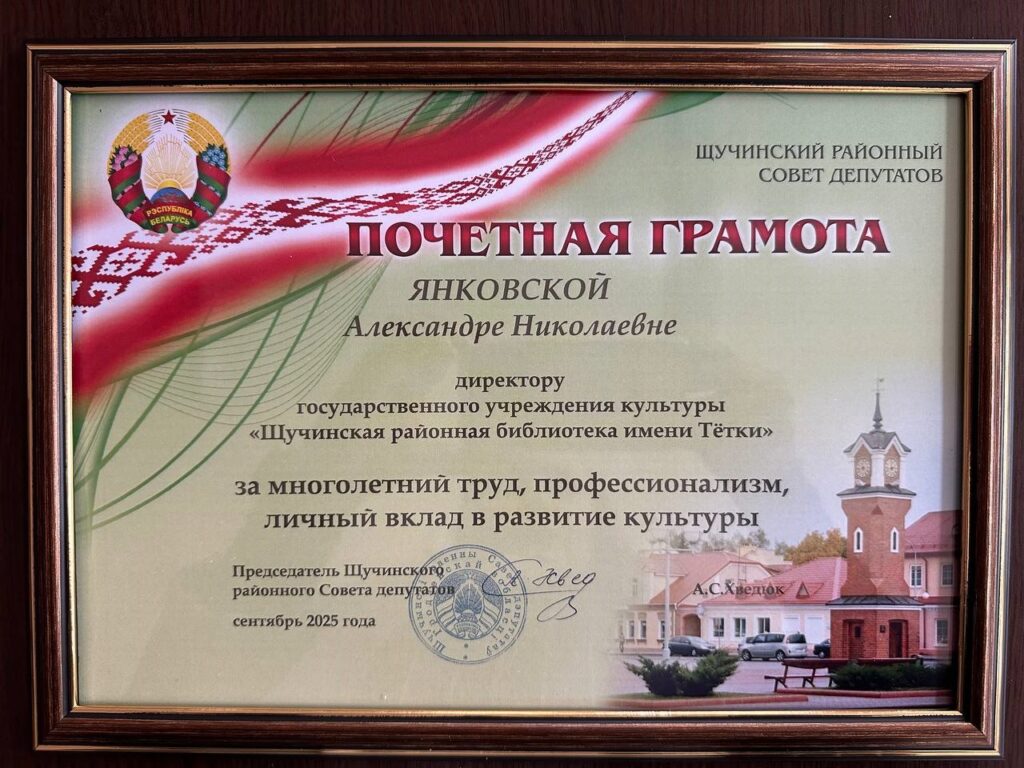 РЭСПУБЛІКА
БЕЛАРУСЬ
ЩУЧИНСКИЙ РАЙОННЫЙ
СОВЕТ ДЕПУТАТОВ
ПОЧЕТНАЯ ГРАМОТА
ЯНКОВСКОЙ
Александре Николаевне
директору
государственного учреждения культуры
«Щучинская районная библиотека имени Тётки»
за многолетний труд, профессионализм,
личный вклад в развитие культуры
Председатель Щучинского
районного Совета депутатов
А.С.Хведюк
сентябрь 2025 года